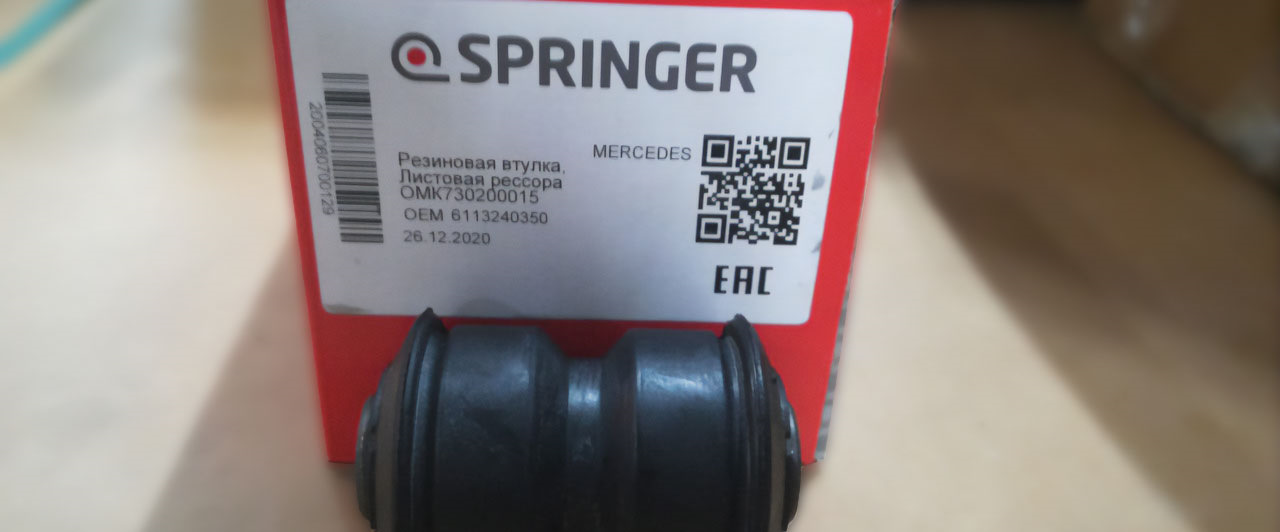 SPRINGER
2004060700129
MERCEDES
Резиновая втулка,
Листовая рессора
OMK730200015
OEM 6113240350
26.12.2020
EAC